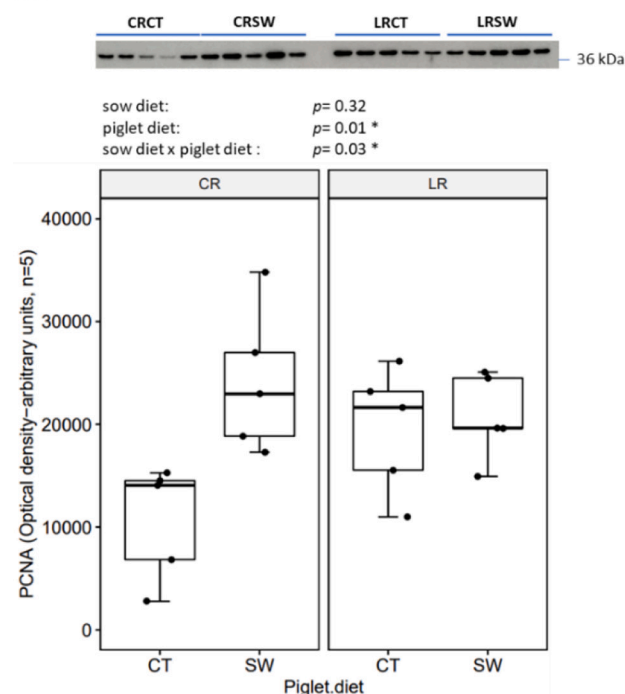 CRCT CRSW LRCT LRSW
36 kDa
sow diet: p= 0.32
piglet diet: p= 0.01 *
sow diet x piglet diet : p= 0.03 *
CR LR
PCNA (Optical density−arbitrary units, n=5)
40000
30000
20000
10000
0
CT SW CT SW
Piglet.diet